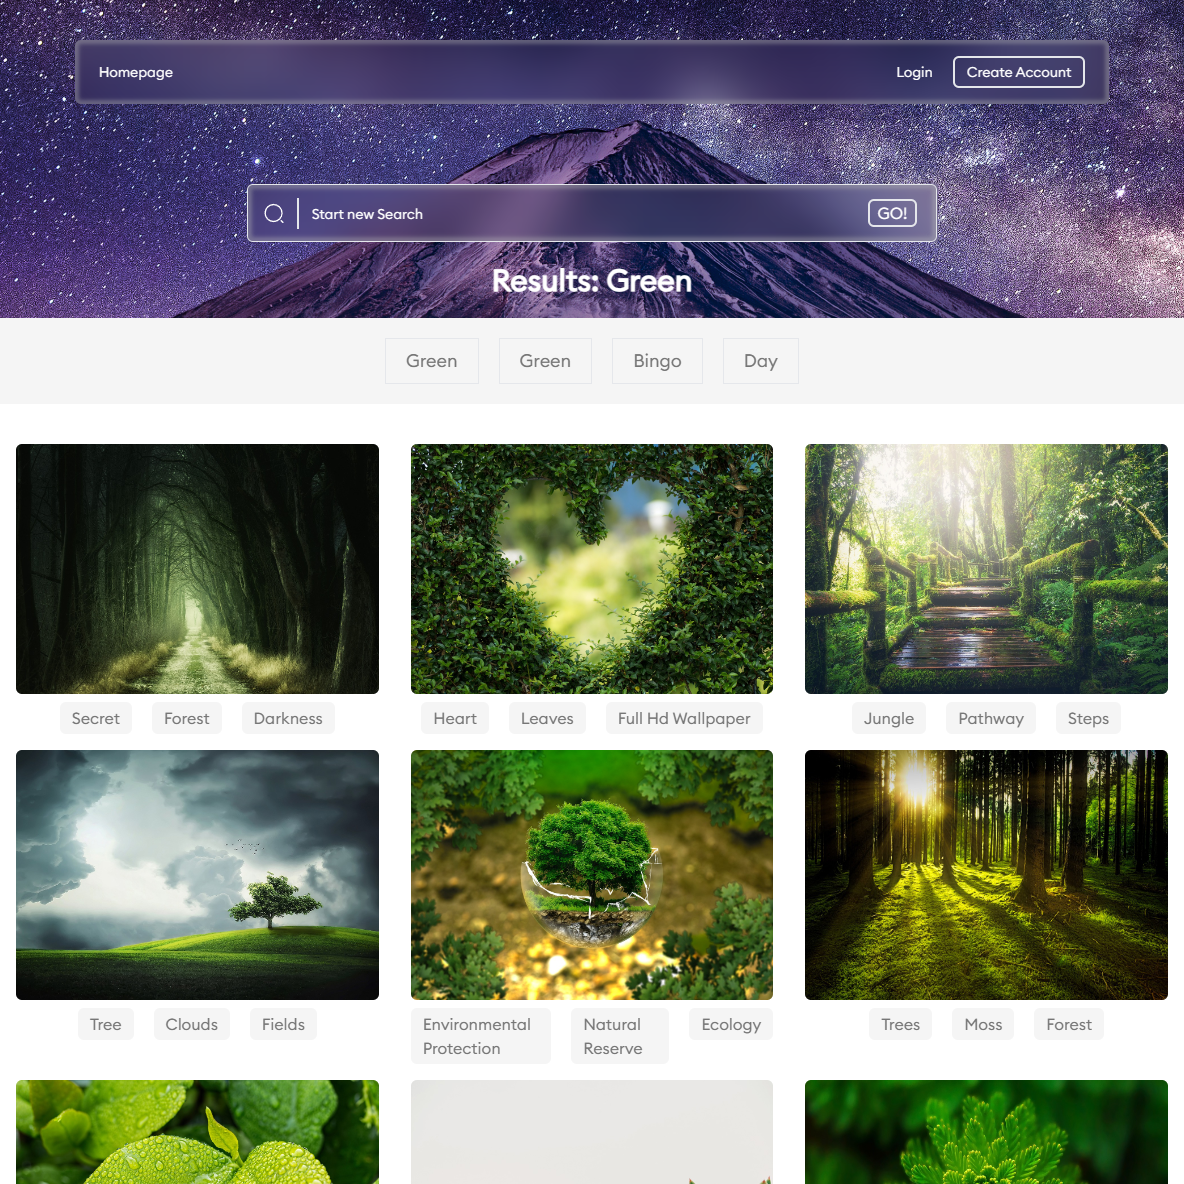 Homepage
Login
Create Account
Start new Search
GO!
Results: Green
Green
Green
Bingo
Day
Secret
Forest
Darkness
Heart
Leaves
Full Hd Wallpaper
Jungle
Pathway
Steps
Tree
Clouds
Fields
Environmental
Protection
Natural
Reserve
Ecology
Trees
Moss
Forest